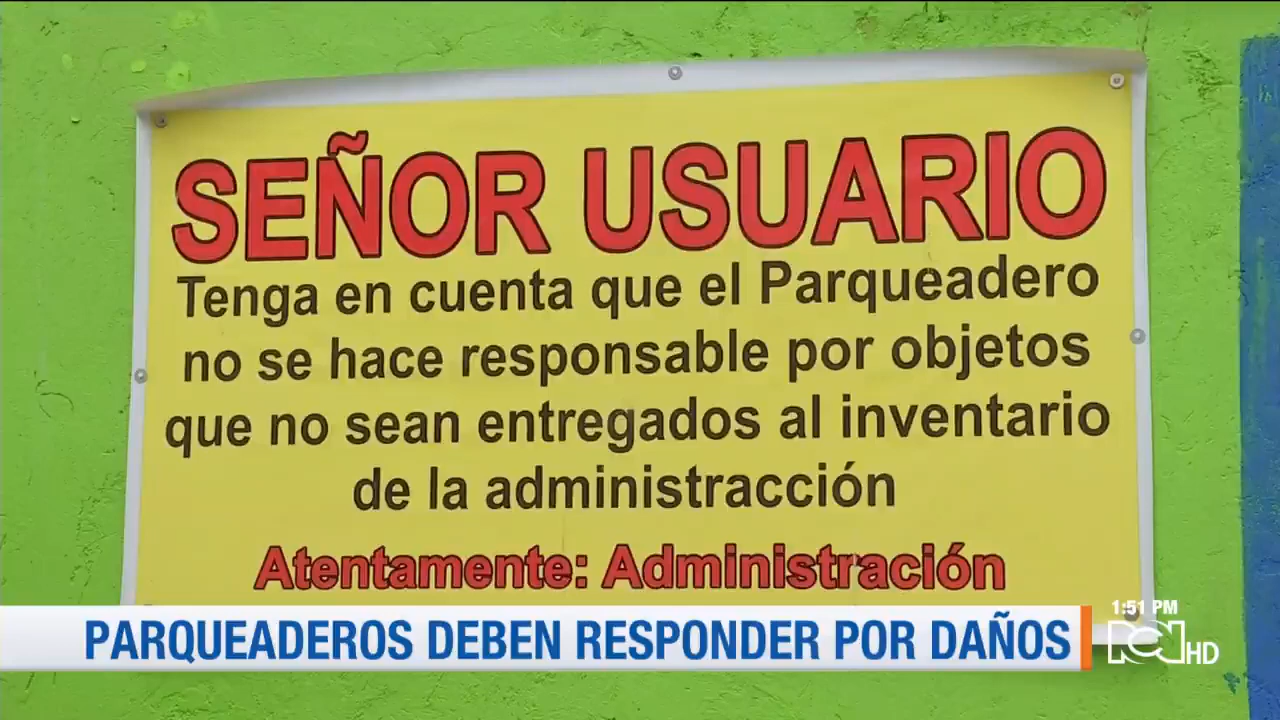 SEÑOR USUARIO
Tenga en cuenta que el Parqueadero
no se hace responsable por objetos
que no sean entregados al inventario
de la administracción
Atentamente: Administración
PARQUEADEROS DEBEN RESPONDER POR DAÑOS
1:51 PM
RCN HD